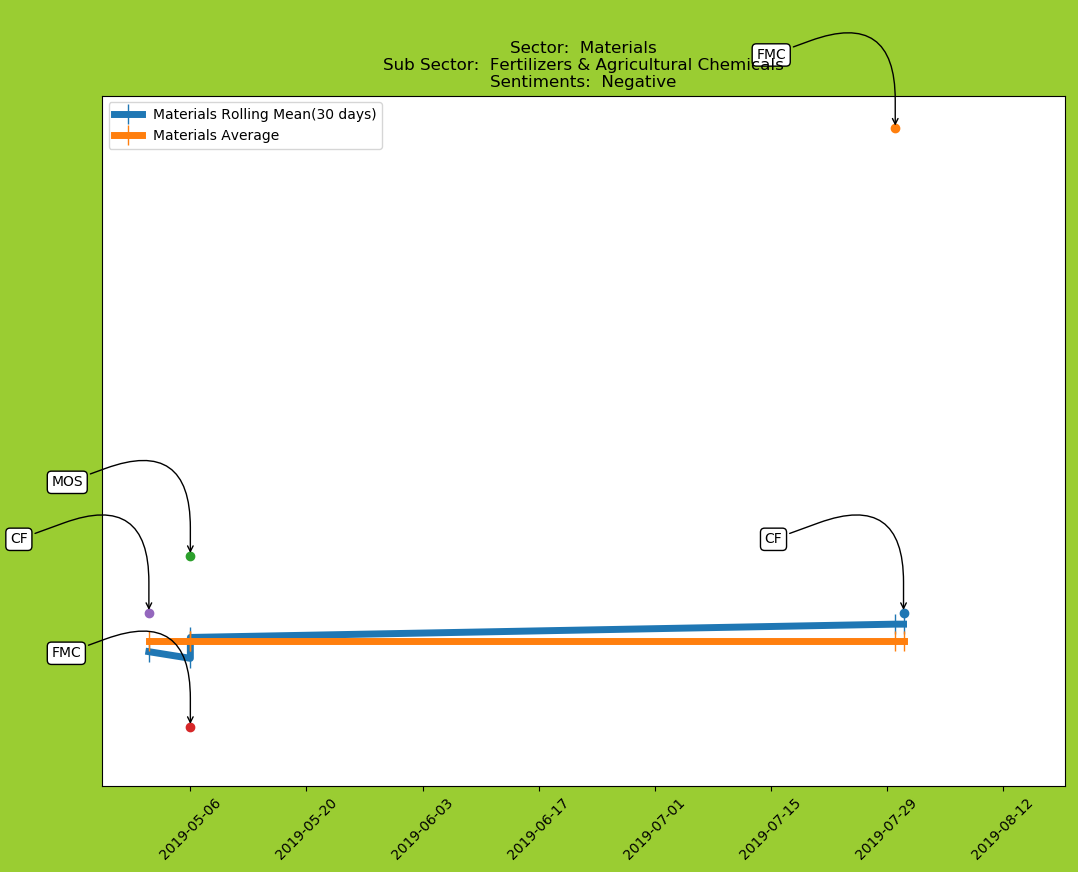 Sector:  Materials
Sub Sector:  Fertilizers & Agricultural Chemicals
Sentiments:  Negative
FMC
Materials Rolling Mean(30 days)
Materials Average
MOS
CF
CF
FMC
2019-05-06
2019-05-20
2019-06-03
2019-06-17
2019-07-01
2019-07-15
2019-07-29
2019-08-12